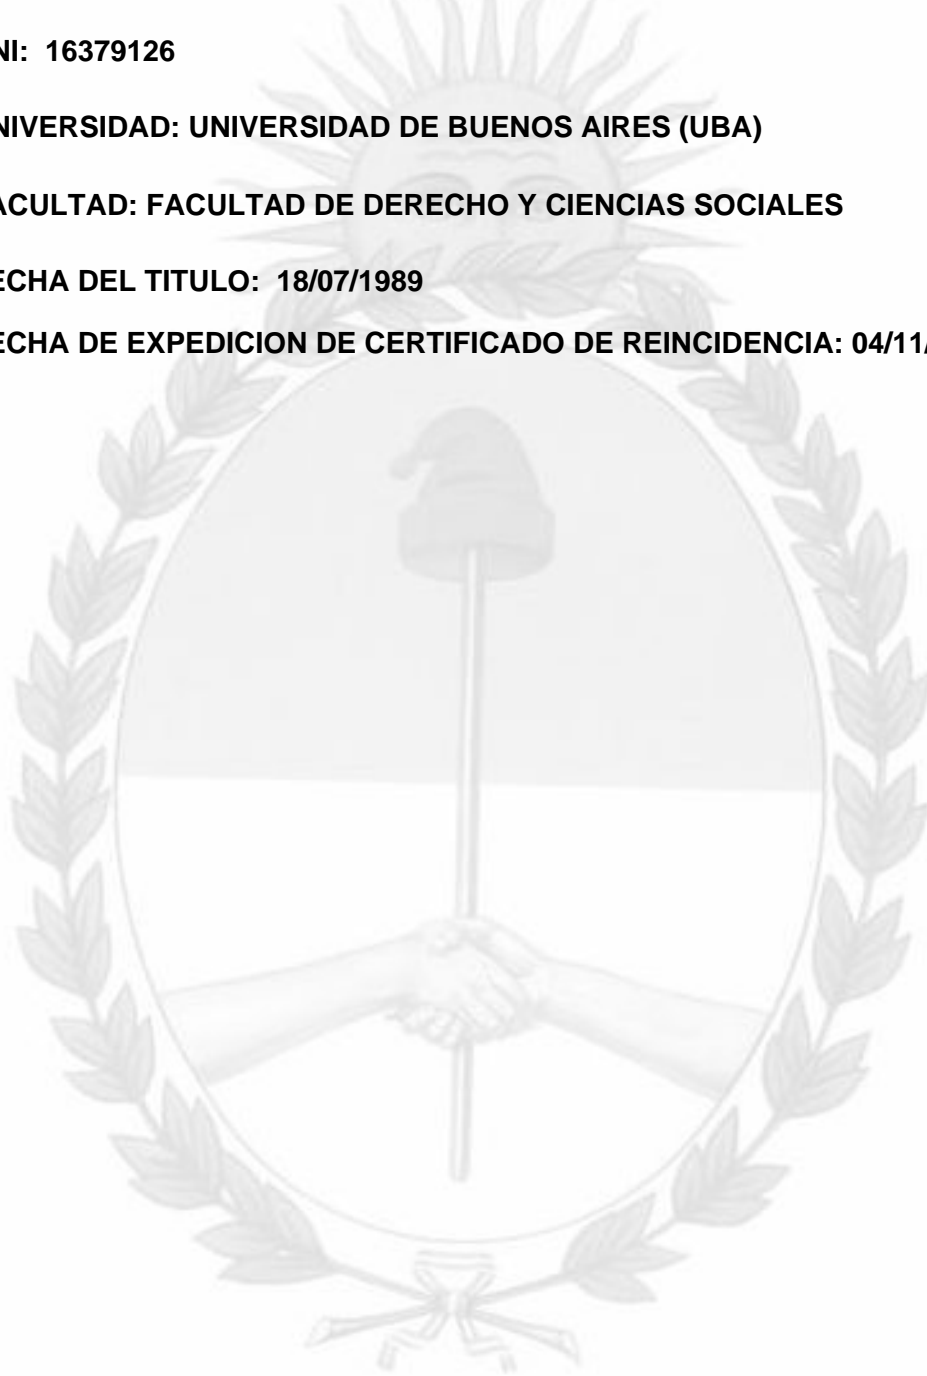 NI: 16379126
NIVERSIDAD: UNIVERSIDAD DE BUENOS AIRES (UBA)
ACULTAD: FACULTAD DE DERECHO Y CIENCIAS SOCIALES
ECHA DEL TITULO: 18/07/1989
ECHA DE EXPEDICION DE CERTIFICADO DE REINCIDENCIA: 04/11/